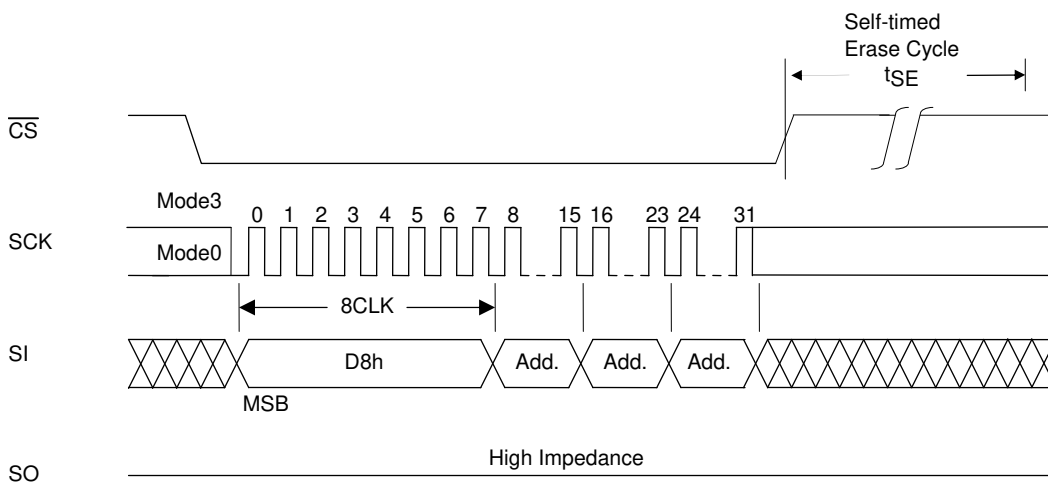 Self-timed
Erase Cycle
tSE
CS
Mode3
0 1 2 3 4 5 6 7 8 15 16 23 24 31
SCK
Mode0
8CLK
SI
D8h Add. Add. Add.
MSB
High Impedance
SO